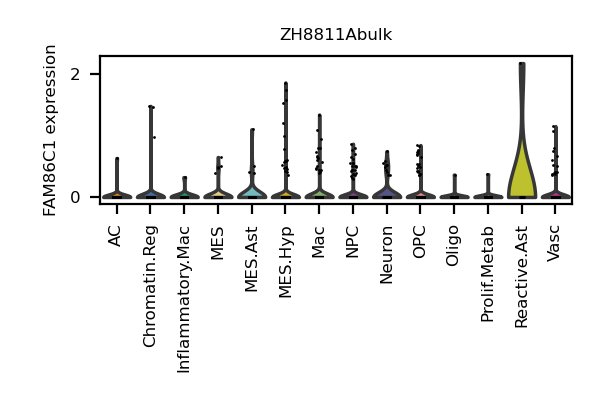 ZH8811Abulk
FAM86C1 expression
2
0
AC
Chromatin.Reg
Inflammatory.Mac
MES
MES.Ast
MES.Hyp
Mac
NPC
Neuron
OPC
Oligo
Prolif.Metab
Reactive.Ast
Vasc